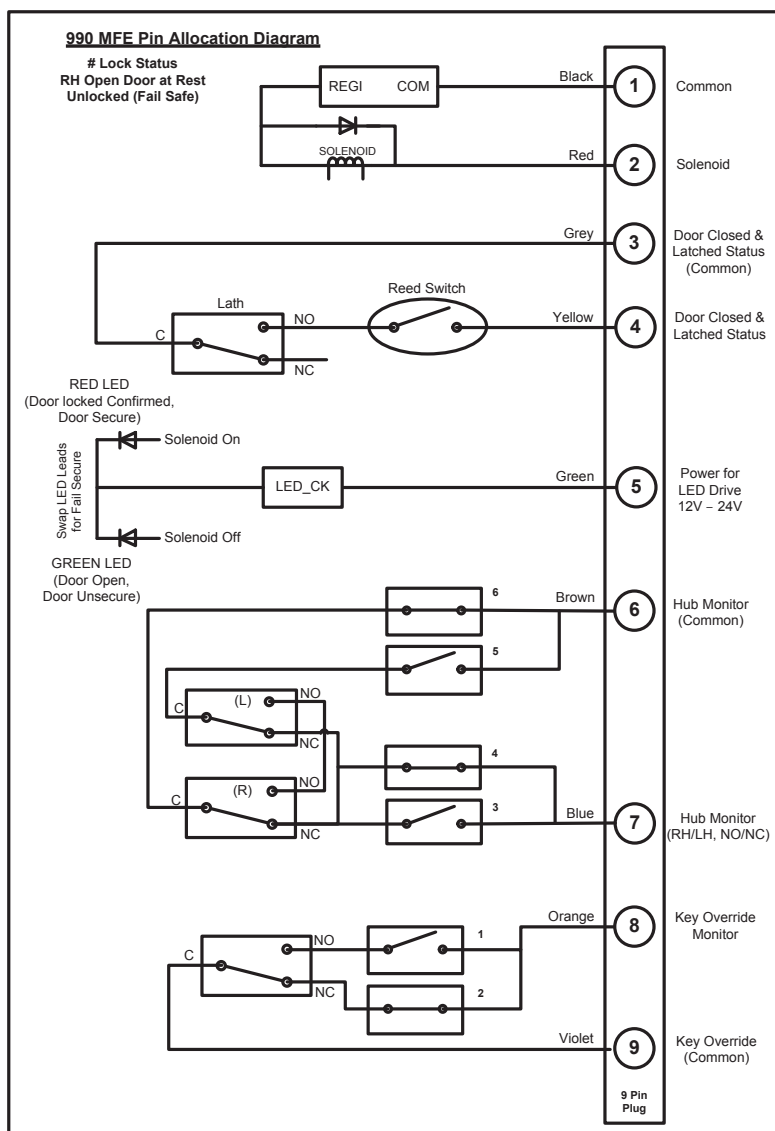 990 MFE Pin Allocation Diagram
# Lock Status
RH Open Door at Rest
Unlocked (Fail Safe)
REGI COM
Black
1
Common
SOLENOID
Red
2
Solenoid
Grey
3
Door Closed &
Latched Status
(Common)
Lath
C
NO
NC
Reed Switch
Yellow
4
Door Closed &
Latched Status
RED LED
(Door locked Confirmed,
Door Secure)
Solenoid On
Swap LED Leads
for Fail Secure
LED_CK
Green
5
Power for
LED Drive
12V – 24V
Solenoid Off
GREEN LED
(Door Open,
Door Unsecure)
6
Brown
6
Hub Monitor
(Common)
5
C
(L)
NO
NC
4
C
(R)
NO
NC
3
Blue
7
Hub Monitor
(RH/LH, NO/NC)
Orange
8
Key Override
Monitor
C
NO
NC
1
2
Violet
9
Key Override
(Common)
9 Pin
Plug